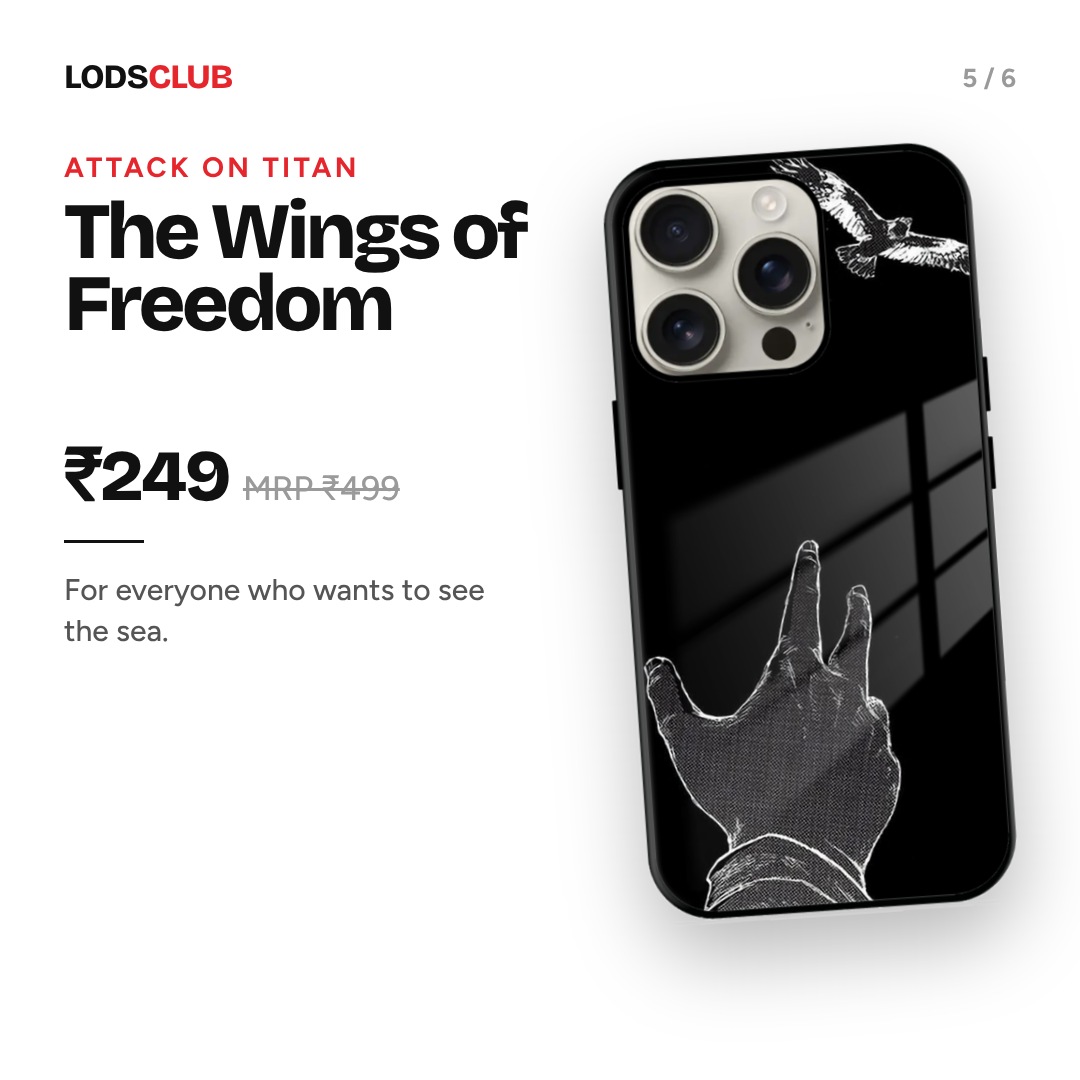 LODSCLUB
5 / 6
ATTACK ON TITAN
The Wings of
Freedom
₹249 MRP ₹499
For everyone who wants to see
the sea.